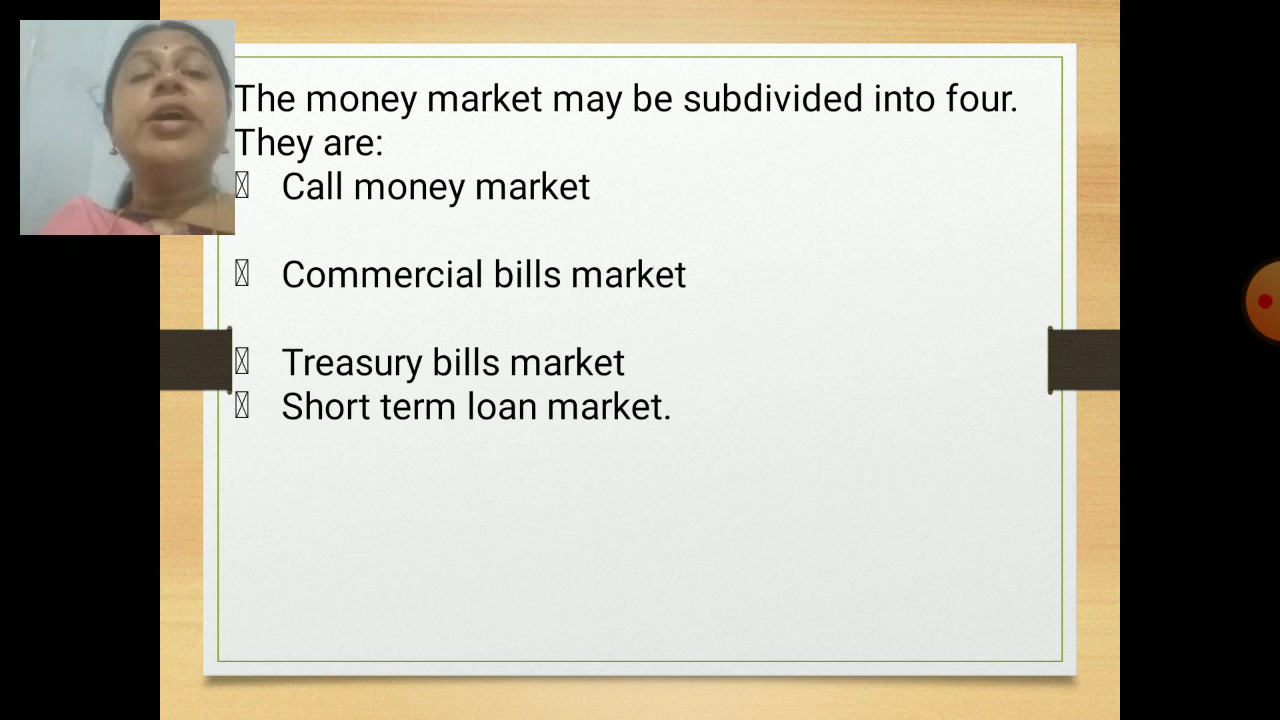 The money market may be subdivided into four.
They are:
Call money market
Commercial bills market
Treasury bills market
Short term loan market.